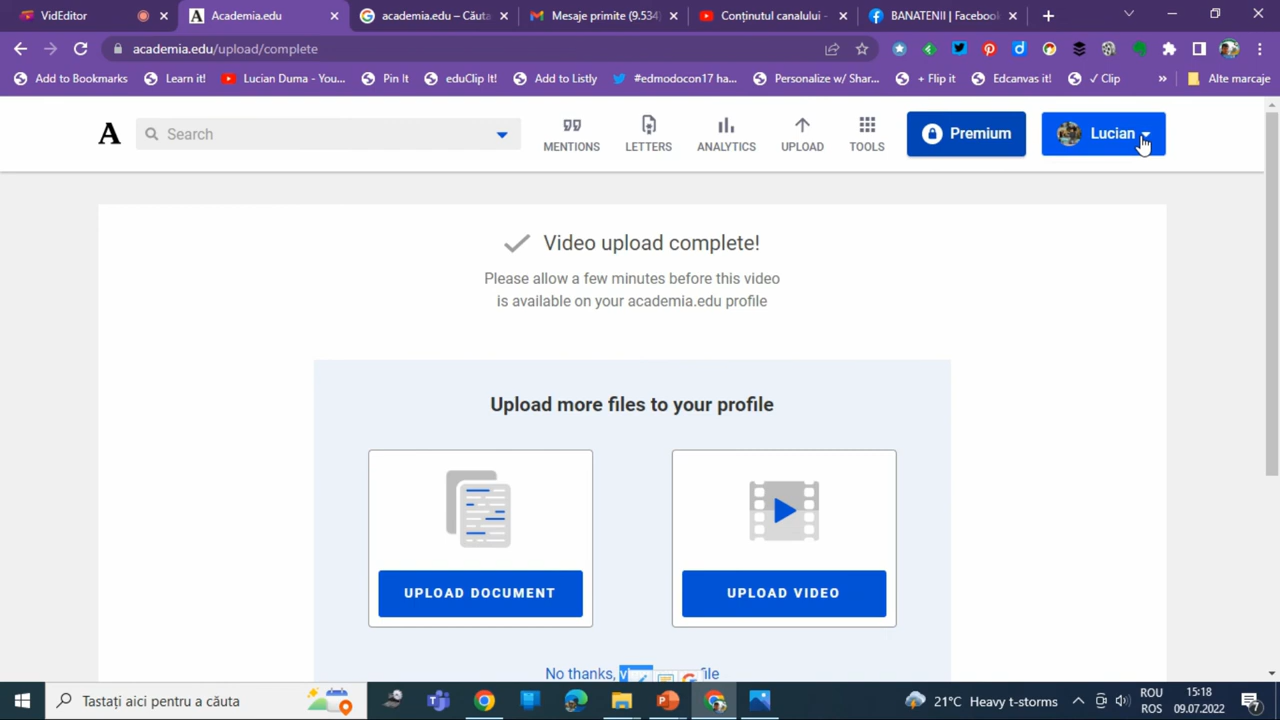 VidEditor
Academia.edu
academia.edu – Căuta
Mesaje primite (9.534)
Conținutul canalului -
BANATENII | Facebook
academia.edu/upload/complete
Add to Bookmarks
Learn it!
Lucian Duma - You...
Pin It
eduClip It!
Add to Listly
#edmodocon17 ha...
Personalize w/ Shar...
+ Flip it
Edcanvas it!
✓ Clip
»
Alte marcaje
A
Search
MENTIONS
LETTERS
ANALYTICS
UPLOAD
TOOLS
Premium
Lucian
Video upload complete!
Please allow a few minutes before this video
is available on your academia.edu profile
Upload more files to your profile
UPLOAD DOCUMENT
UPLOAD VIDEO
No thanks,
Tastați aici pentru a căuta
21°C Heavy t-storms
ROU
ROS
15:18
09.07.2022
7